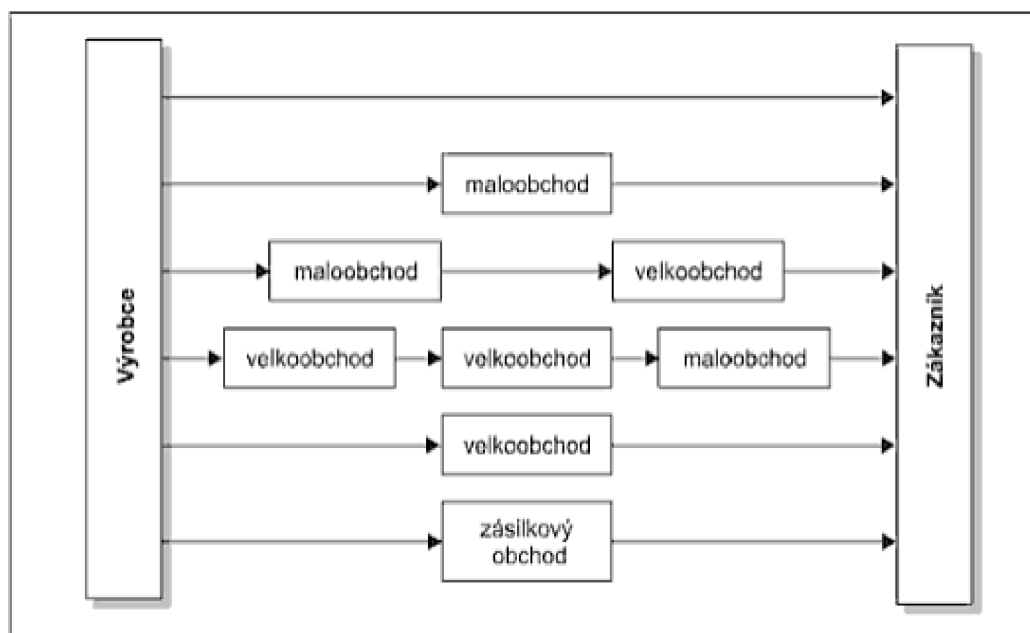 Výrobce
maloobchod
maloobchod
velkoobchod
velkoobchod
velkoobchod
maloobchod
velkoobchod
zásilkový
obchod
Zákazník